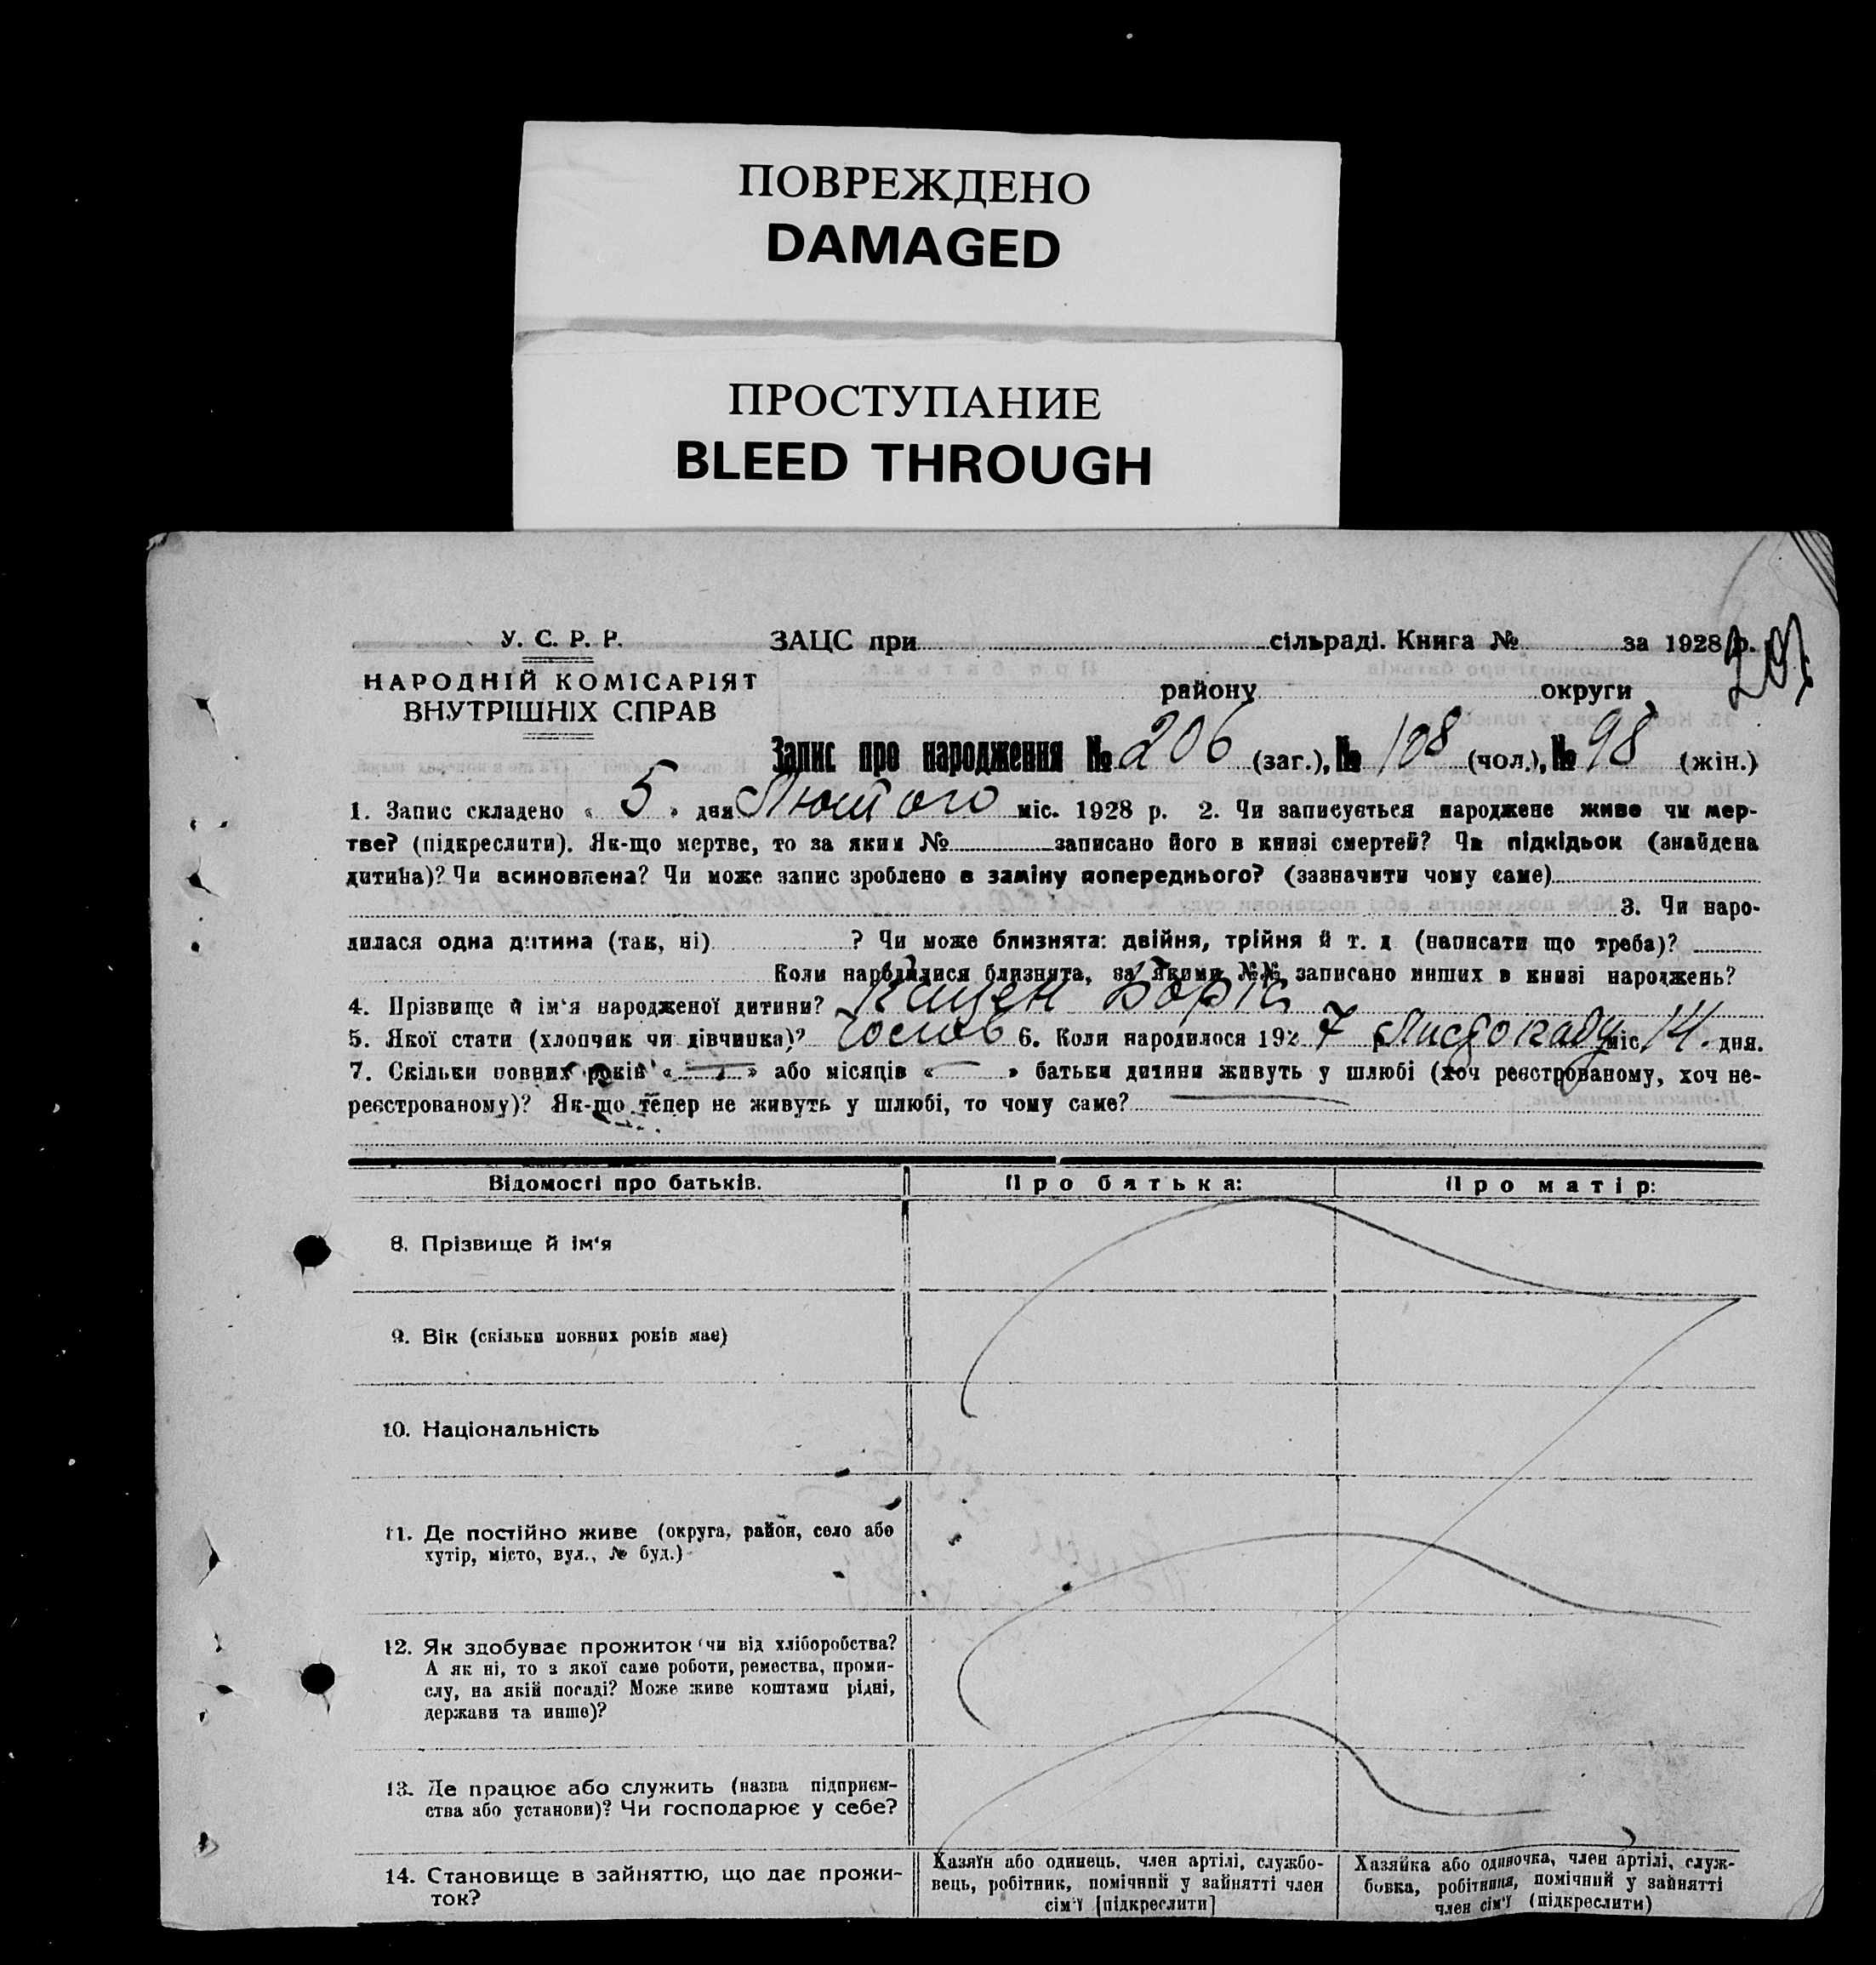 ПОВРЕЖДЕНО
DAMAGED
ПРОСТУПАНИЕ
BLEED THROUGH
У. С. Р. Р. ЗАЦС при сільраді. Книга № за 1928 р.
НАРОДНІЙ КОМІСАРІЯТ району округи
ВНУТРІШНІХ СПРАВ
Запис про народження № 206 (заг.), № 108 (чол.), № 98 (жін.)
1. Запис складено « 5 » дня Лютого міс. 1928 р. 2. Чи записується народжене живе чи мер-
тве? (підкреслити). Як-що мертве, то за яким № записано його в книзі смертей? Чи підкідьок (знайдена
дитина)? Чи всиновлена? Чи може запис зроблено в заміну попереднього? (зазначити чому саме)
3. Чи наро-
дилася одна дитина (так, ні) ? Чи може близнята: двійня, трійня й т. д (написати що треба)?
Коли народилися близнята, за якими №№ записано инших в книзі народжень?
4. Прізвище й ім'я народженої дитини? Борис
5. Якої стати (хлопчик чи дівчинка)? 6. Коли народилося 1927 р Листопаду міс 14. дня.
7. Скільки повних років « — » або місяців « — » батьки дитини живуть у шлюбі (хоч реєстрованому, хоч не-
реєстрованому)? Як-що тепер не живуть у шлюбі, то чому саме? —
Відомості про батьків. Про батька: Про матір:
8. Прізвище й ім'я
9. Вік (скільки повних років має)
10. Національність
11. Де постійно живе (округа, район, село або
хутір, місто, вул., № буд.)
12. Як здобуває прожиток (чи від хліборобства?
А як ні, то з якої саме роботи, ремества, проми-
слу, на якій посаді? Може живе коштами рідні,
держави та инше)?
13. Де працює або служить (назва підприєм-
ства або установи)? Чи господарює у себе?
14. Становище в зайняттю, що дає прожи-
ток?
Хазяїн або одинець, член артілі, службо-
вець, робітник, помічний у зайнятті член
сім'ї [підкреслити]
Хазяйка або одиночка, член артілі, служ-
бовка, робітниця, помічний у зайнятті
член сім'ї (підкреслити)